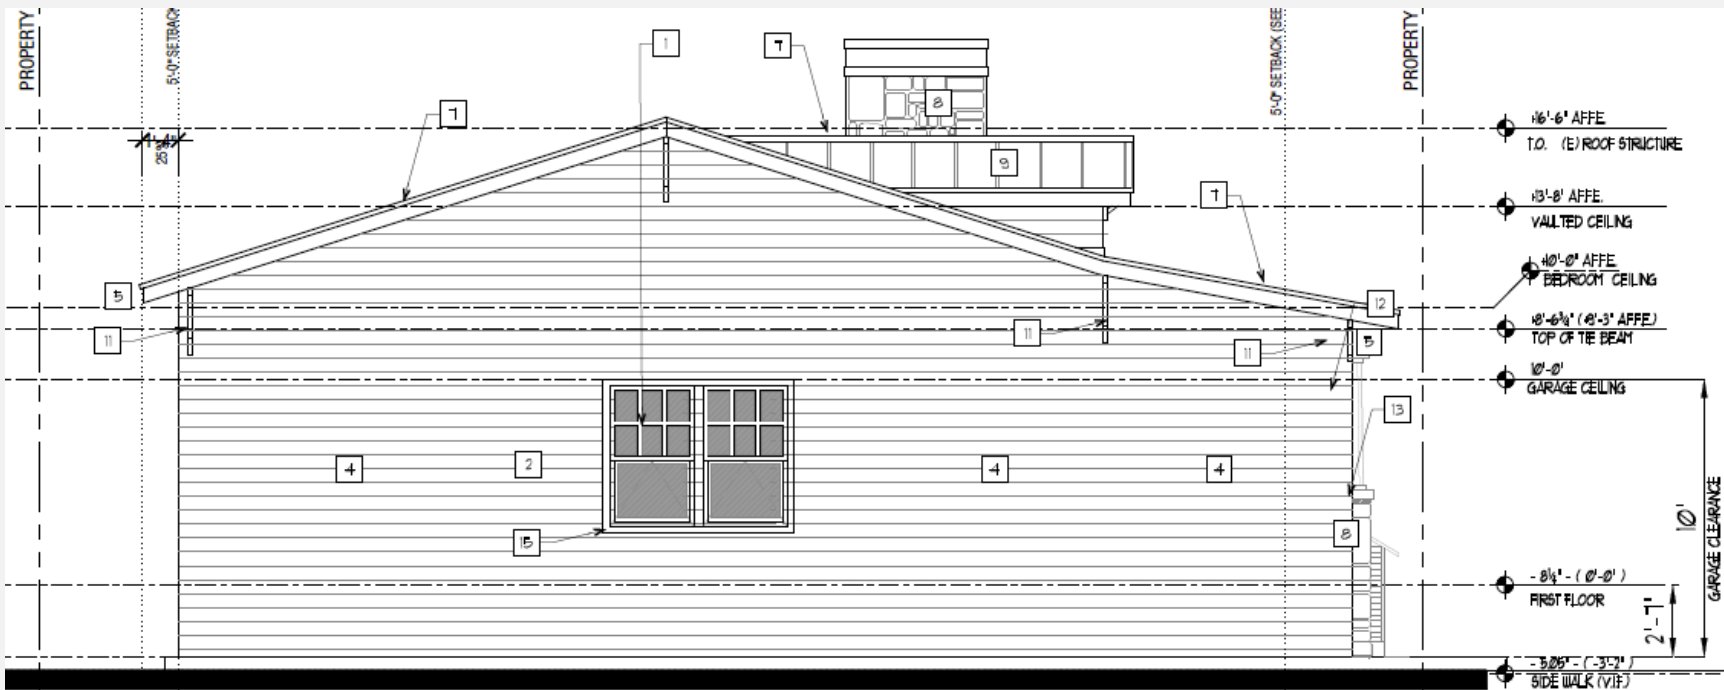 PROPERTY
5'-0" SETBACK
5'-0" SETBACK (SEE
PROPERTY
1
7
8
7
9
7
5
11
11
11
12
5
13
4
2
4
4
15
8
+16'-6" AFFE
T.O. (E) ROOF STRUCTURE
+13'-8" AFFE.
VAULTED CEILING
+10'-0" AFFE
BEDROOM CEILING
+8'-6¾" (+8'-3" AFFE)
TOP OF TIE BEAM
10'-0"
GARAGE CEILING
10'
GARAGE CLEARANCE
- 8¼" - ( 0'-0" )
FIRST FLOOR
2'-7"
- 5.05" - ( -3'-2" )
SIDE WALK (V.I.F.)